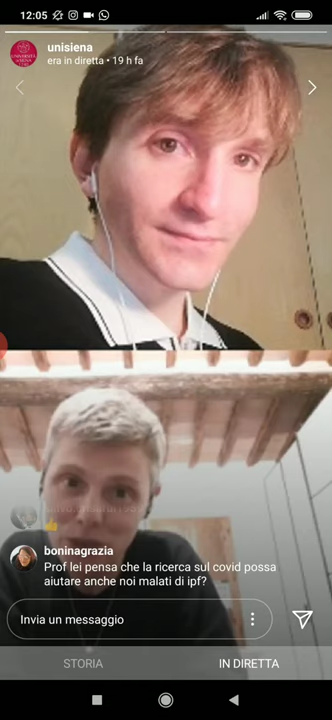 12:05
unisiena
era in diretta • 19 h fa
boninagrazia
Prof lei pensa che la ricerca sul covid possa
aiutare anche noi malati di ipf?
Invia un messaggio
STORIA
IN DIRETTA